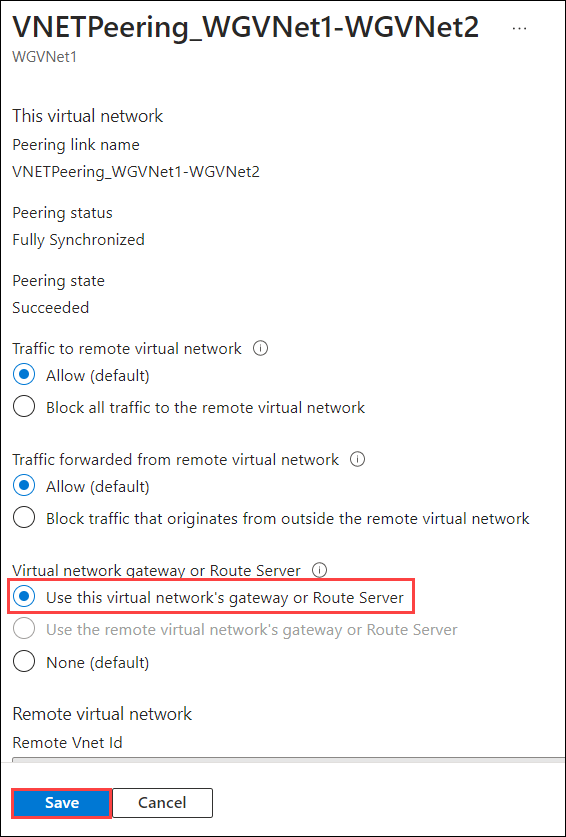 VNETPeering_WGVNet1-WGVNet2 ...
WGVNet1
This virtual network
Peering link name
VNETPeering_WGVNet1-WGVNet2
Peering status
Fully Synchronized
Peering state
Succeeded
Traffic to remote virtual network
Allow (default)
Block all traffic to the remote virtual network
Traffic forwarded from remote virtual network
Allow (default)
Block traffic that originates from outside the remote virtual network
Virtual network gateway or Route Server
Use this virtual network's gateway or Route Server
Use the remote virtual network's gateway or Route Server
None (default)
Remote virtual network
Remote Vnet Id
Save Cancel